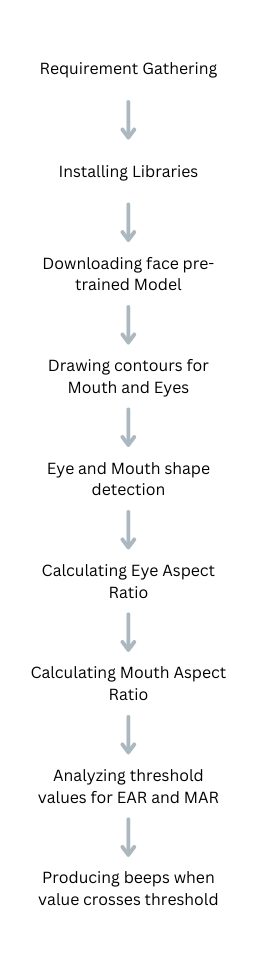 Requirement Gathering
Installing Libraries
Downloading face pre-
trained Model
Drawing contours for
Mouth and Eyes
Eye and Mouth shape
detection
Calculating Eye Aspect
Ratio
Calculating Mouth Aspect
Ratio
Analyzing threshold
values for EAR and MAR
Producing beeps when
value crosses threshold